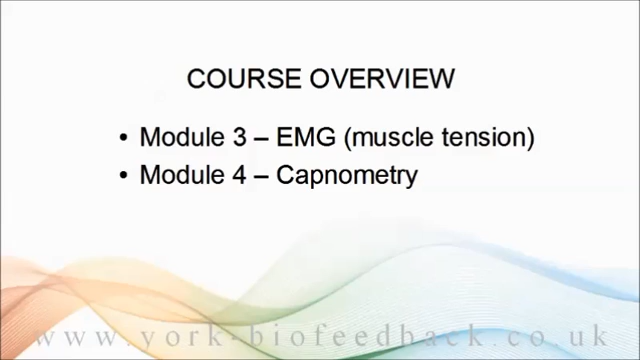 COURSE OVERVIEW
• Module 3 – EMG (muscle tension)
• Module 4 – Capnometry
www.york-biofeedback.co.uk